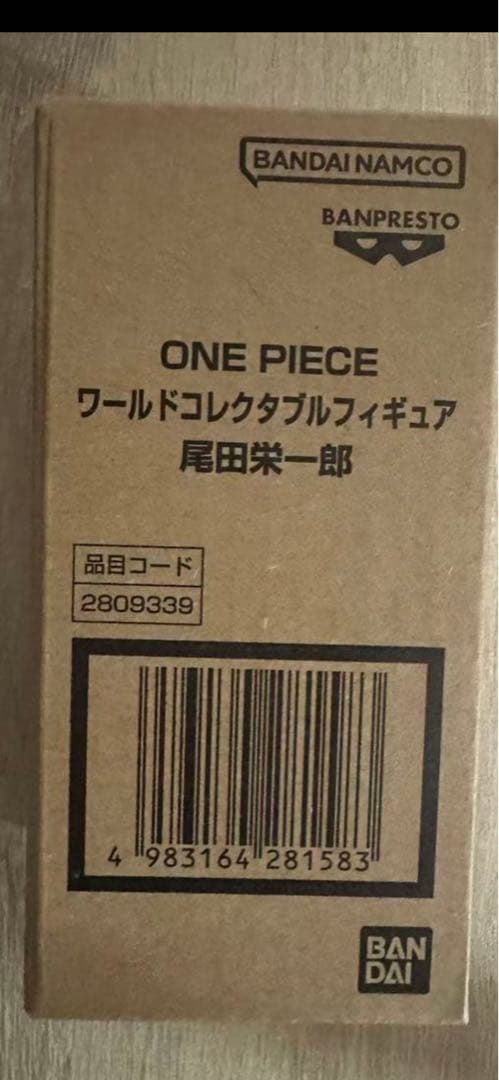 BANDAI NAMCO
BANPRESTO
ONE PIECE
ワールドコレクタブルフィギュア
尾田栄一郎
品目コード
2809339
4 983164 281583
BAN
DAI